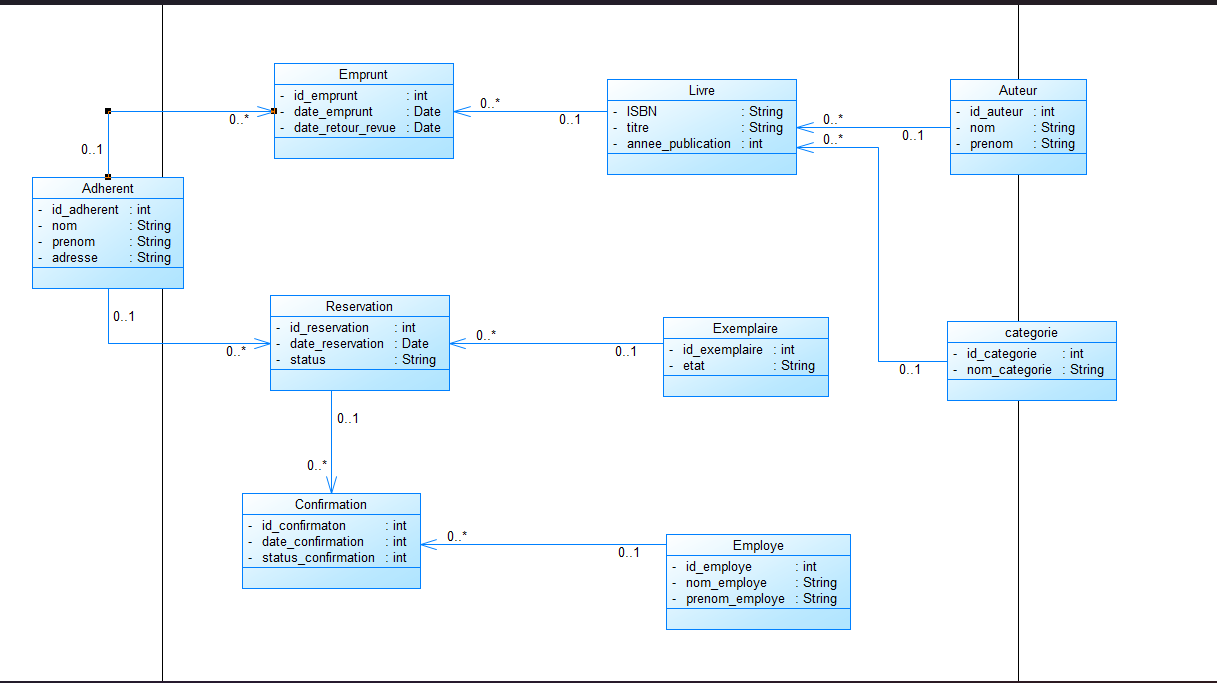 Emprunt
- id_emprunt : int
- date_emprunt : Date
- date_retour_revue : Date
0..*
0..1
0..*
0..1
Livre
- ISBN : String
- titre : String
- annee_publication : int
0..*
0..*
0..1
Auteur
- id_auteur : int
- nom : String
- prenom : String
Adherent
- id_adherent : int
- nom : String
- prenom : String
- adresse : String
0..1
0..*
Reservation
- id_reservation : int
- date_reservation : Date
- status : String
0..*
0..1
Exemplaire
- id_exemplaire : int
- etat : String
0..1
categorie
- id_categorie : int
- nom_categorie : String
0..1
0..*
Confirmation
- id_confirmaton : int
- date_confirmation : int
- status_confirmation : int
0..*
0..1
Employe
- id_employe : int
- nom_employe : String
- prenom_employe : String